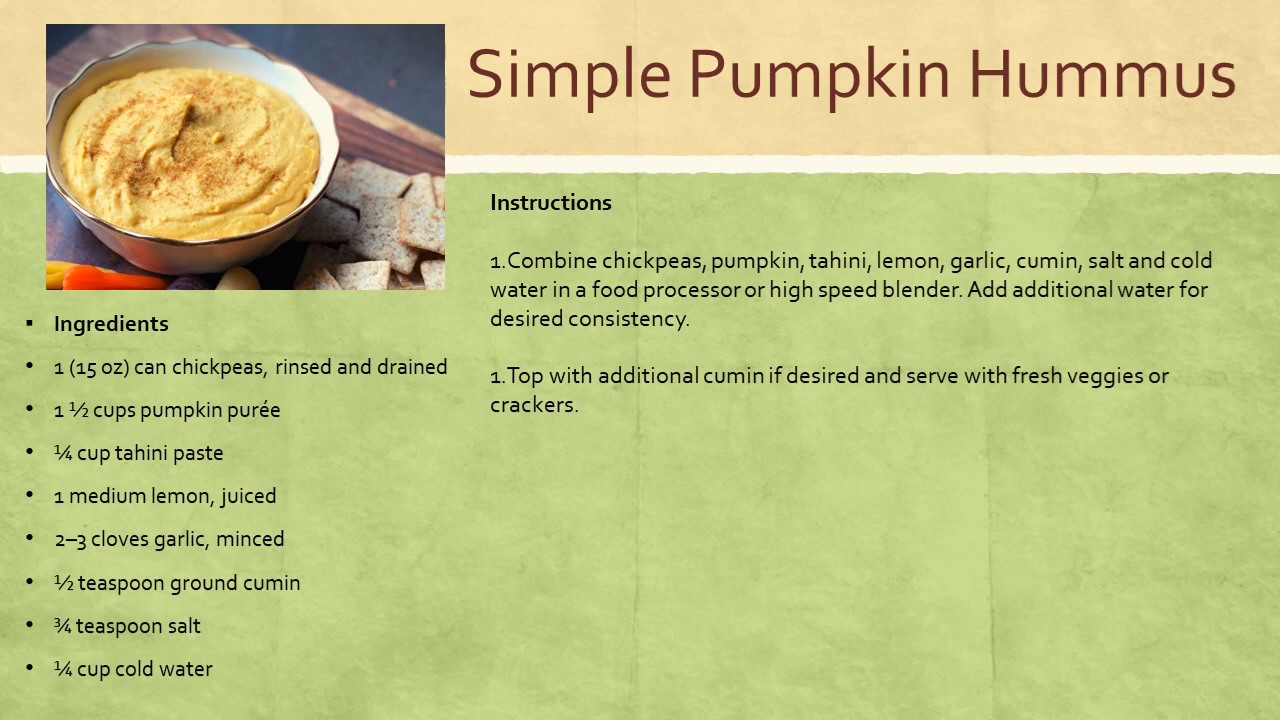 Simple Pumpkin Hummus
▪ Ingredients
• 1 (15 oz) can chickpeas, rinsed and drained
• 1 ½ cups pumpkin purée
• ¼ cup tahini paste
• 1 medium lemon, juiced
• 2–3 cloves garlic, minced
• ½ teaspoon ground cumin
• ¾ teaspoon salt
• ¼ cup cold water
Instructions
1.Combine chickpeas, pumpkin, tahini, lemon, garlic, cumin, salt and cold
water in a food processor or high speed blender. Add additional water for
desired consistency.
1.Top with additional cumin if desired and serve with fresh veggies or
crackers.